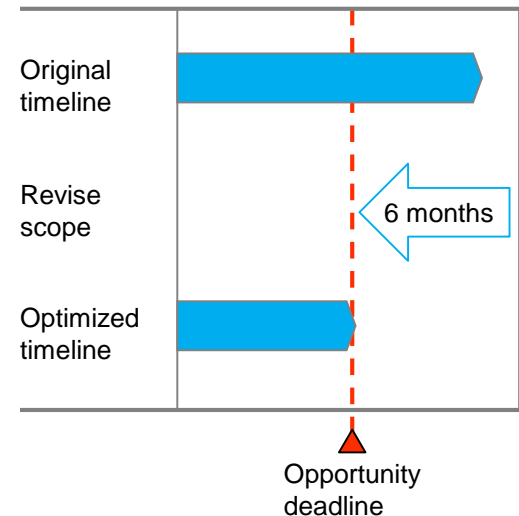 Original
timeline
Revise
scope
6 months
Optimized
timeline
Opportunity
deadline